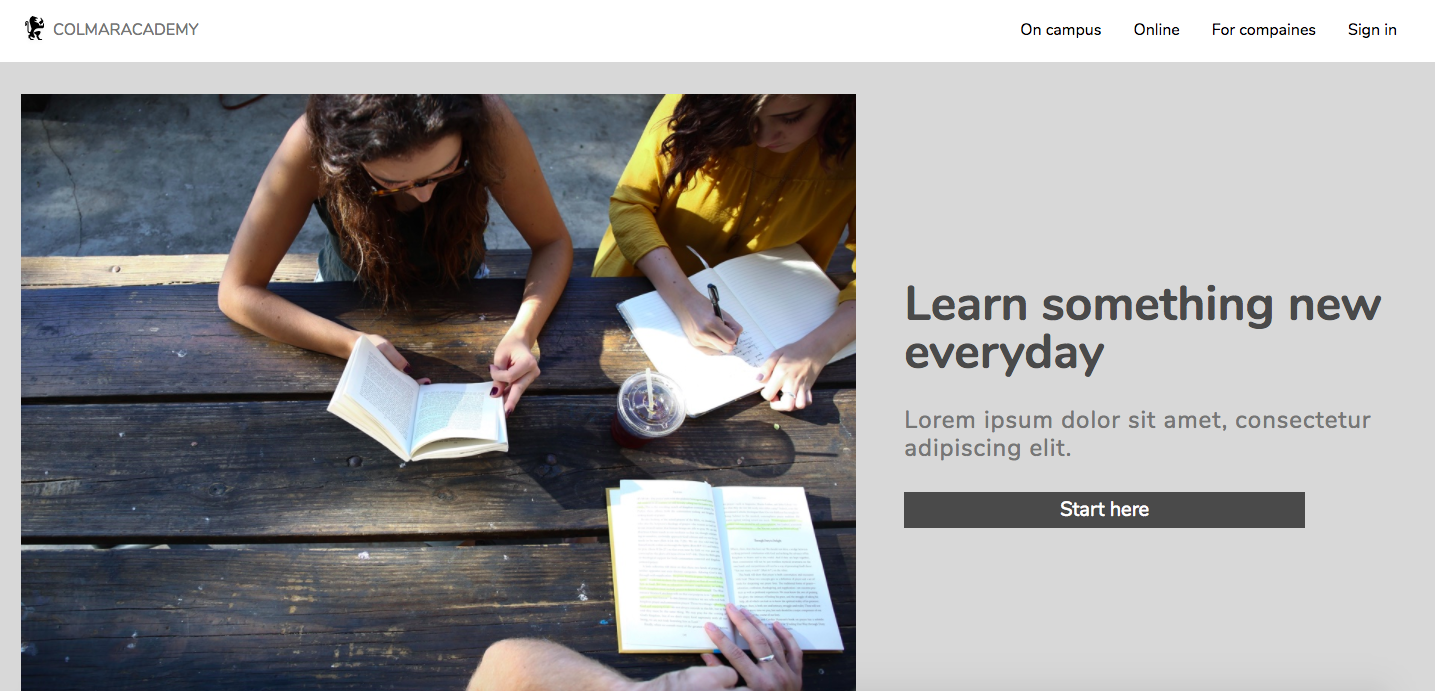 COLMARACADEMY
On campus Online For compaines Sign in
Learn something new
everyday
Lorem ipsum dolor sit amet, consectetur
adipiscing elit.
Start here